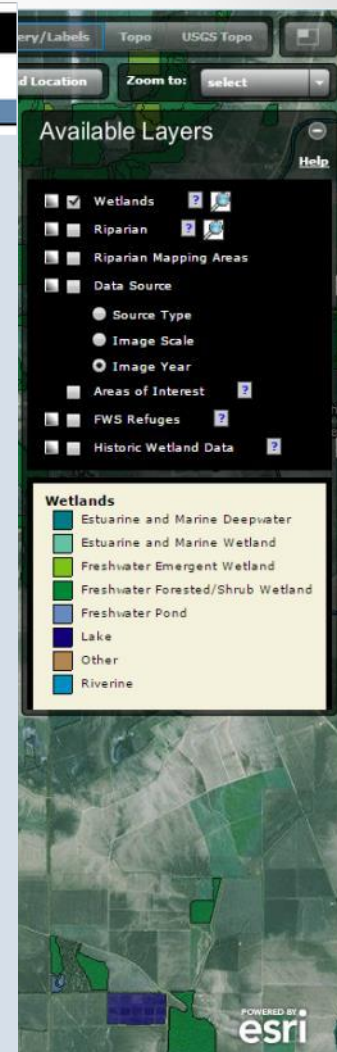 ery/Labels Topo USGS Topo
d Location Zoom to: select
Available Layers
Help
Wetlands ?
Riparian ?
Riparian Mapping Areas
Data Source
Source Type
Image Scale
Image Year
Areas of Interest ?
FWS Refuges ?
Historic Wetland Data ?
Wetlands
Estuarine and Marine Deepwater
Estuarine and Marine Wetland
Freshwater Emergent Wetland
Freshwater Forested/Shrub Wetland
Freshwater Pond
Lake
Other
Riverine
POWERED BY
esri